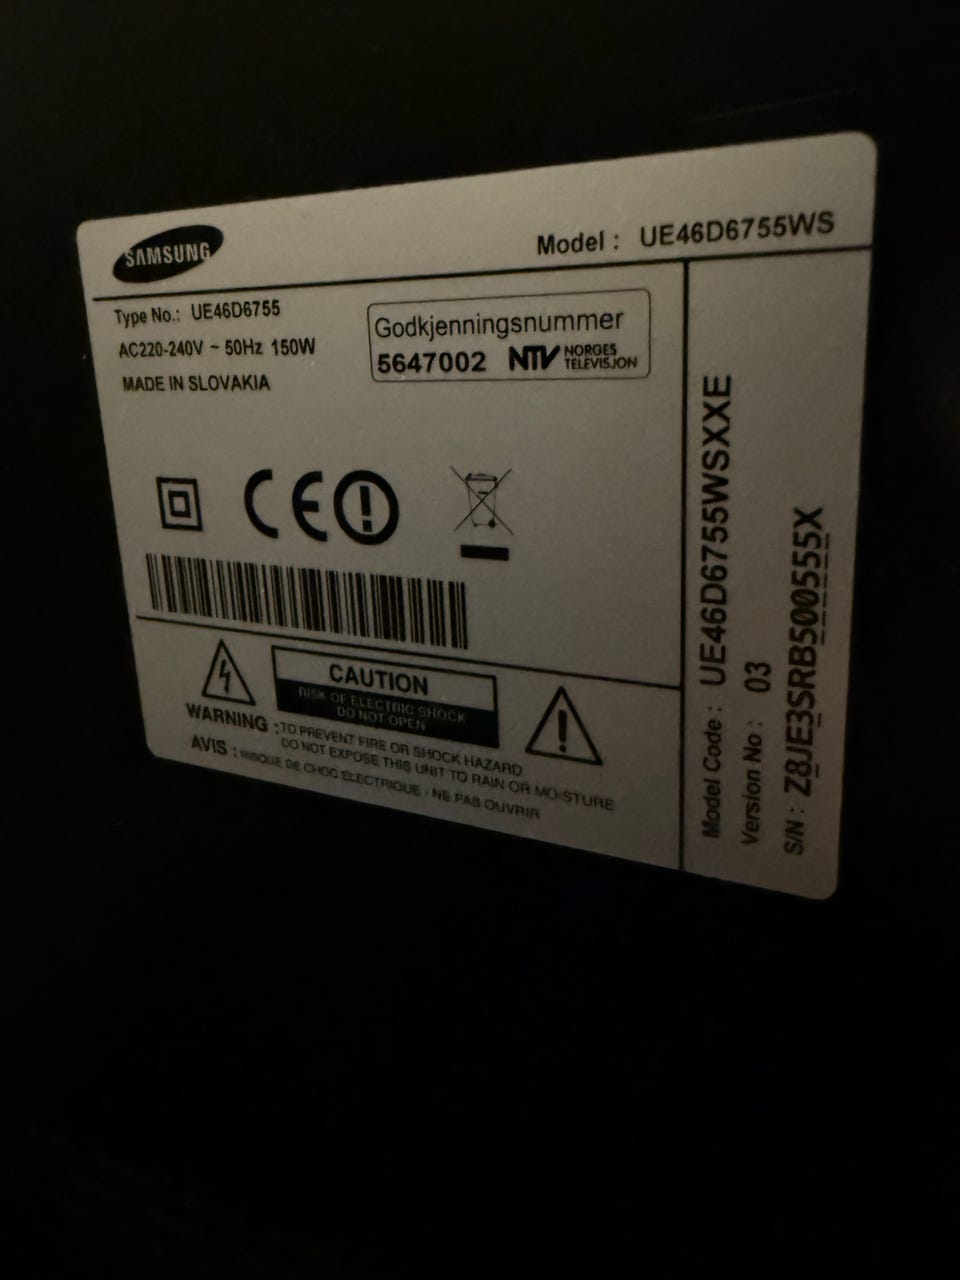 SAMSUNG
Model : UE46D6755WS
Type No.: UE46D6755
AC220-240V ~ 50Hz 150W
MADE IN SLOVAKIA
Godkjenningsnummer
5647002 NTV NORGES TELEVISJON
CE
CAUTION
RISK OF ELECTRIC SHOCK
DO NOT OPEN
WARNING : TO PREVENT FIRE OR SHOCK HAZARD
DO NOT EXPOSE THIS UNIT TO RAIN OR MOISTURE
AVIS : RISQUE DE CHOC ELECTRIQUE - NE PAS OUVRIR
Model Code : UE46D6755WSXXE
Version No : 03
S/N : Z8JE3SRB500555X